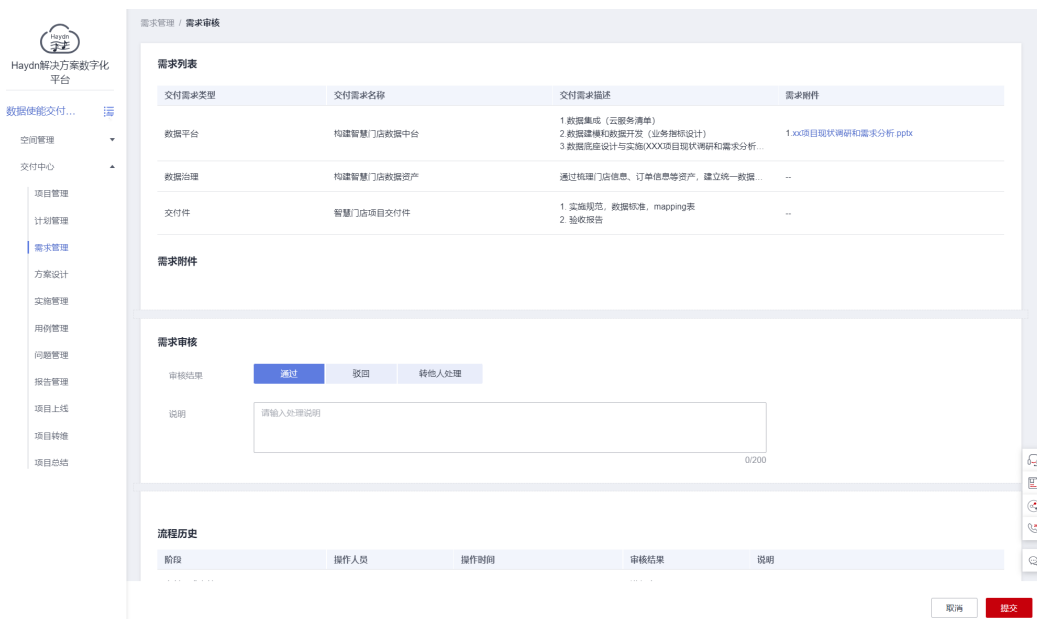 需求管理 / 需求审核
Haydn
Haydn解决方案数字化
平台
数据使能交付...
空间管理
交付中心
项目管理
计划管理
需求管理
方案设计
实施管理
用例管理
问题管理
报告管理
项目上线
项目转维
项目总结
需求列表
交付需求类型 交付需求名称 交付需求描述 需求附件
数据平台 构建智慧门店数据中台 1.数据集成（云服务清单） 1.xx项目现状调研和需求分析.pptx
2.数据建模和数据开发（业务指标设计）
3.数据底座设计与实施(XXX项目现状调研和需求分析...
数据治理 构建智慧门店数据资产 通过梳理门店信息、订单信息等资产，建立统一数据... --
交付件 智慧门店项目交付件 1. 实施规范，数据标准，mapping表 --
2. 验收报告
需求附件
需求审核
审核结果 通过 驳回 转他人处理
说明 请输入处理说明
0/200
流程历史
阶段 操作人员 操作时间 审核结果 说明
取消 提交